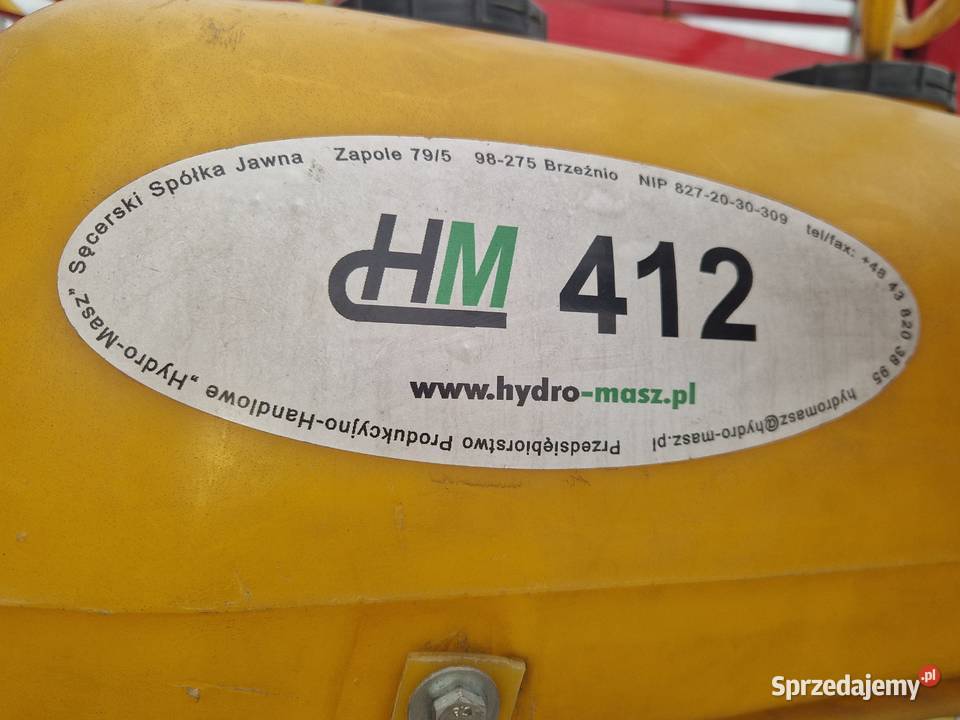 Przedsiębiorstwo Produkcyjno-Handlowe „Hydro-Masz” Sęcerski Spółka Jawna Zapole 79/5 98-275 Brzeźnio NIP 827-20-30-309 tel/fax: +48 43 820 38 95 hydromasz@hydro-masz.pl
HM 412
www.hydro-masz.pl
Sprzedajemy.pl